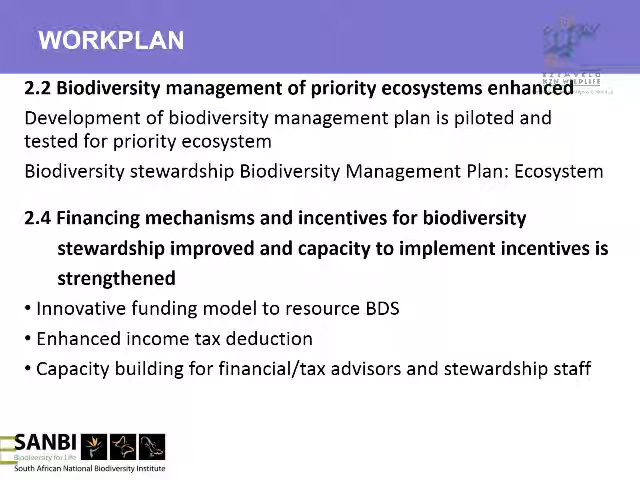 WORKPLAN
EZEMVELO
KZN WILDLIFE
2.2 Biodiversity management of priority ecosystems enhanced
Development of biodiversity management plan is piloted and
tested for priority ecosystem
Biodiversity stewardship Biodiversity Management Plan: Ecosystem
2.4 Financing mechanisms and incentives for biodiversity
stewardship improved and capacity to implement incentives is
strengthened
• Innovative funding model to resource BDS
• Enhanced income tax deduction
• Capacity building for financial/tax advisors and stewardship staff
SANBI
Biodiversity for Life
South African National Biodiversity Institute